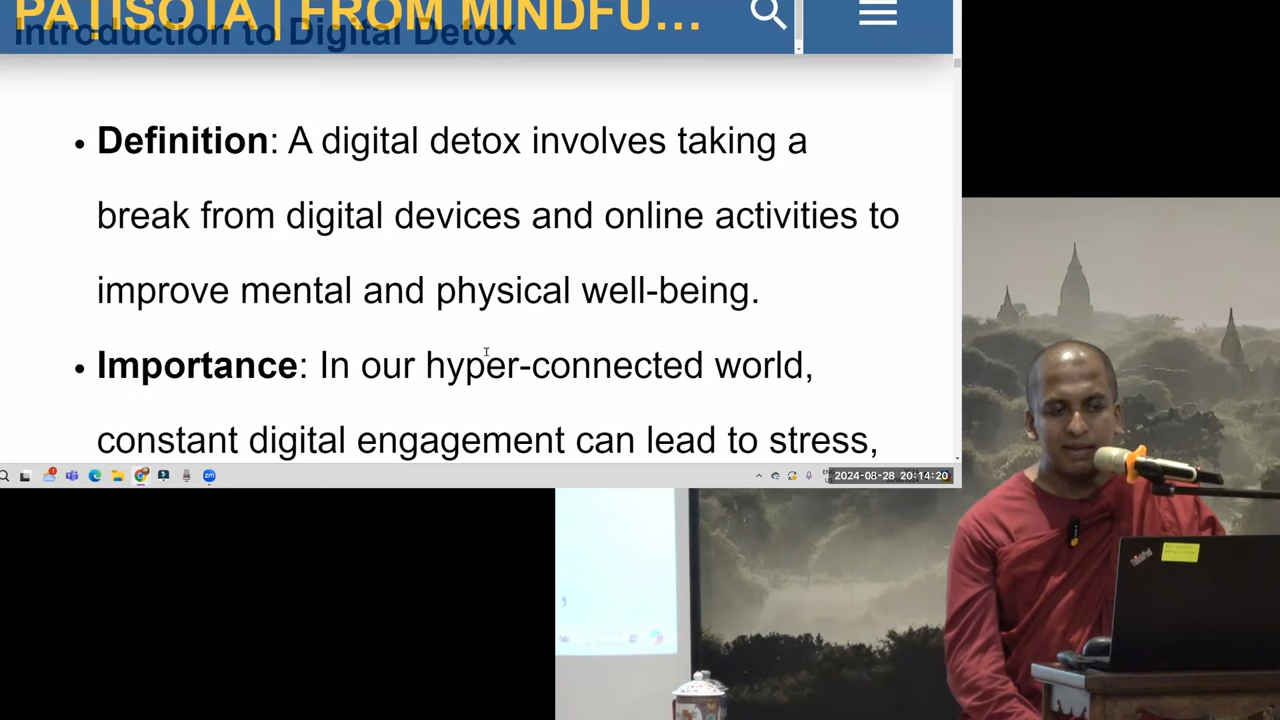 PAṬISOTA | FROM MINDFU...
Introduction to Digital Detox
• Definition: A digital detox involves taking a
break from digital devices and online activities to
improve mental and physical well-being.
• Importance: In our hyper-connected world,
constant digital engagement can lead to stress,
2024-08-28 20:14:20
ThinkPad